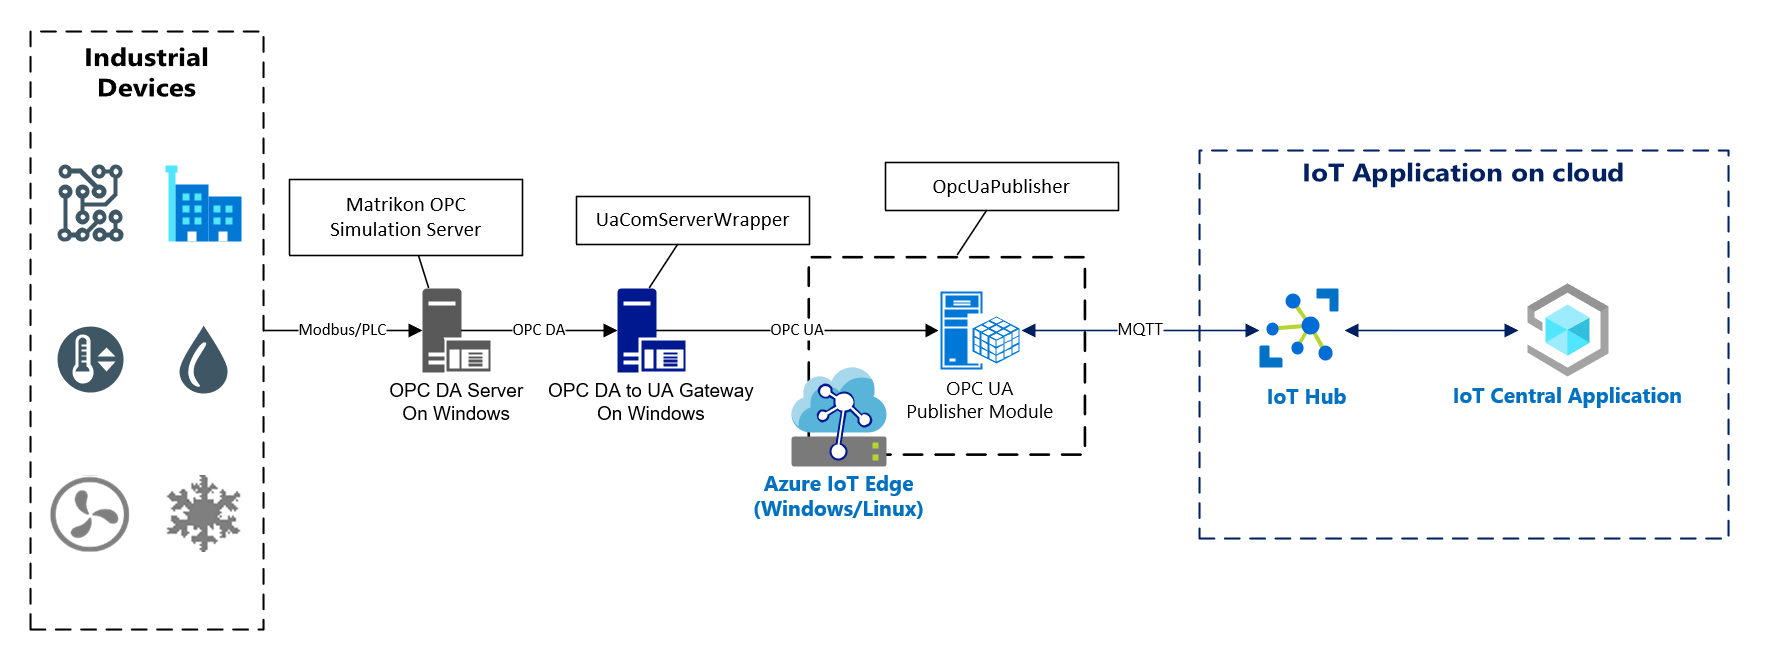 Industrial
Devices
Matrikon OPC
Simulation Server
UaComServerWrapper
OpcUaPublisher
IoT Application on cloud
Modbus/PLC
OPC DA
OPC UA
MQTT
OPC DA Server
On Windows
OPC DA to UA Gateway
On Windows
OPC UA
Publisher Module
IoT Hub
IoT Central Application
Azure IoT Edge
(Windows/Linux)